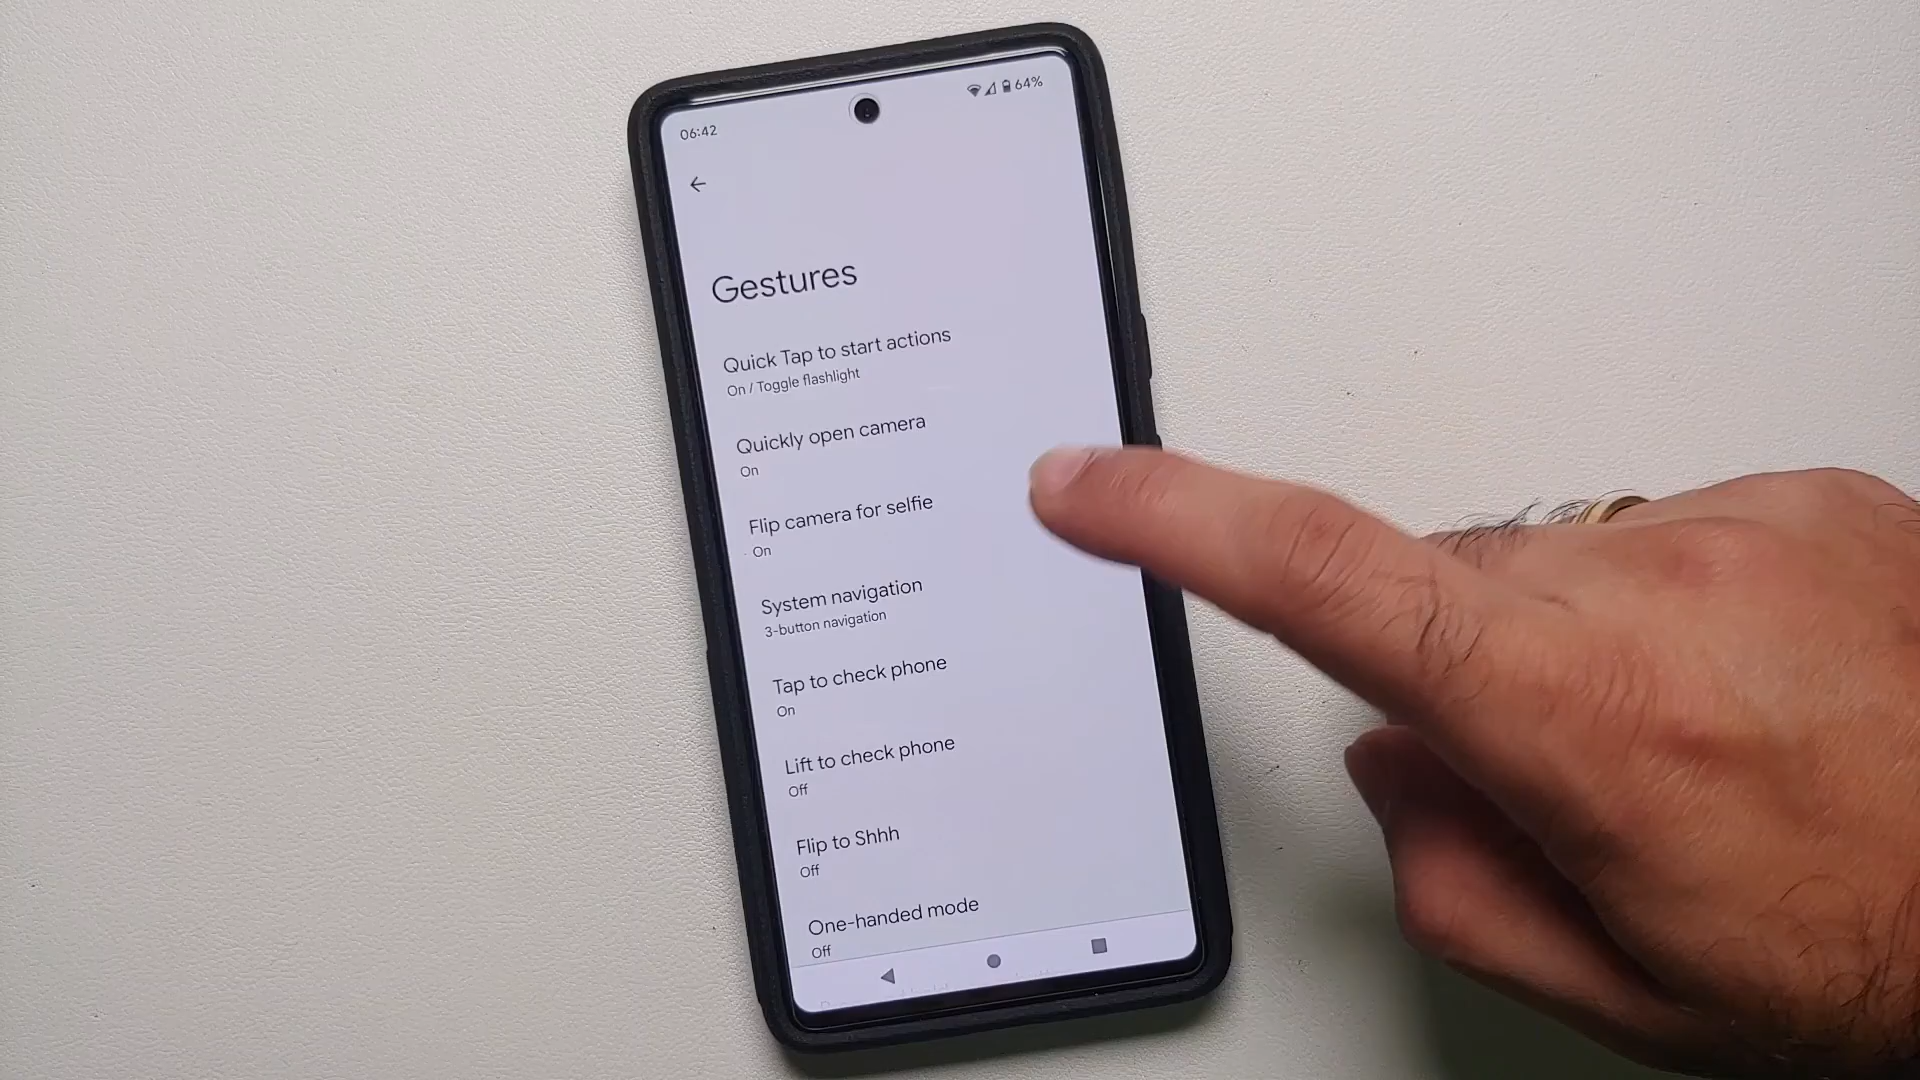 06:42
64%
Gestures
Quick Tap to start actions
On / Toggle flashlight
Quickly open camera
On
Flip camera for selfie
On
System navigation
3-button navigation
Tap to check phone
On
Lift to check phone
Off
Flip to Shhh
Off
One-handed mode
Off